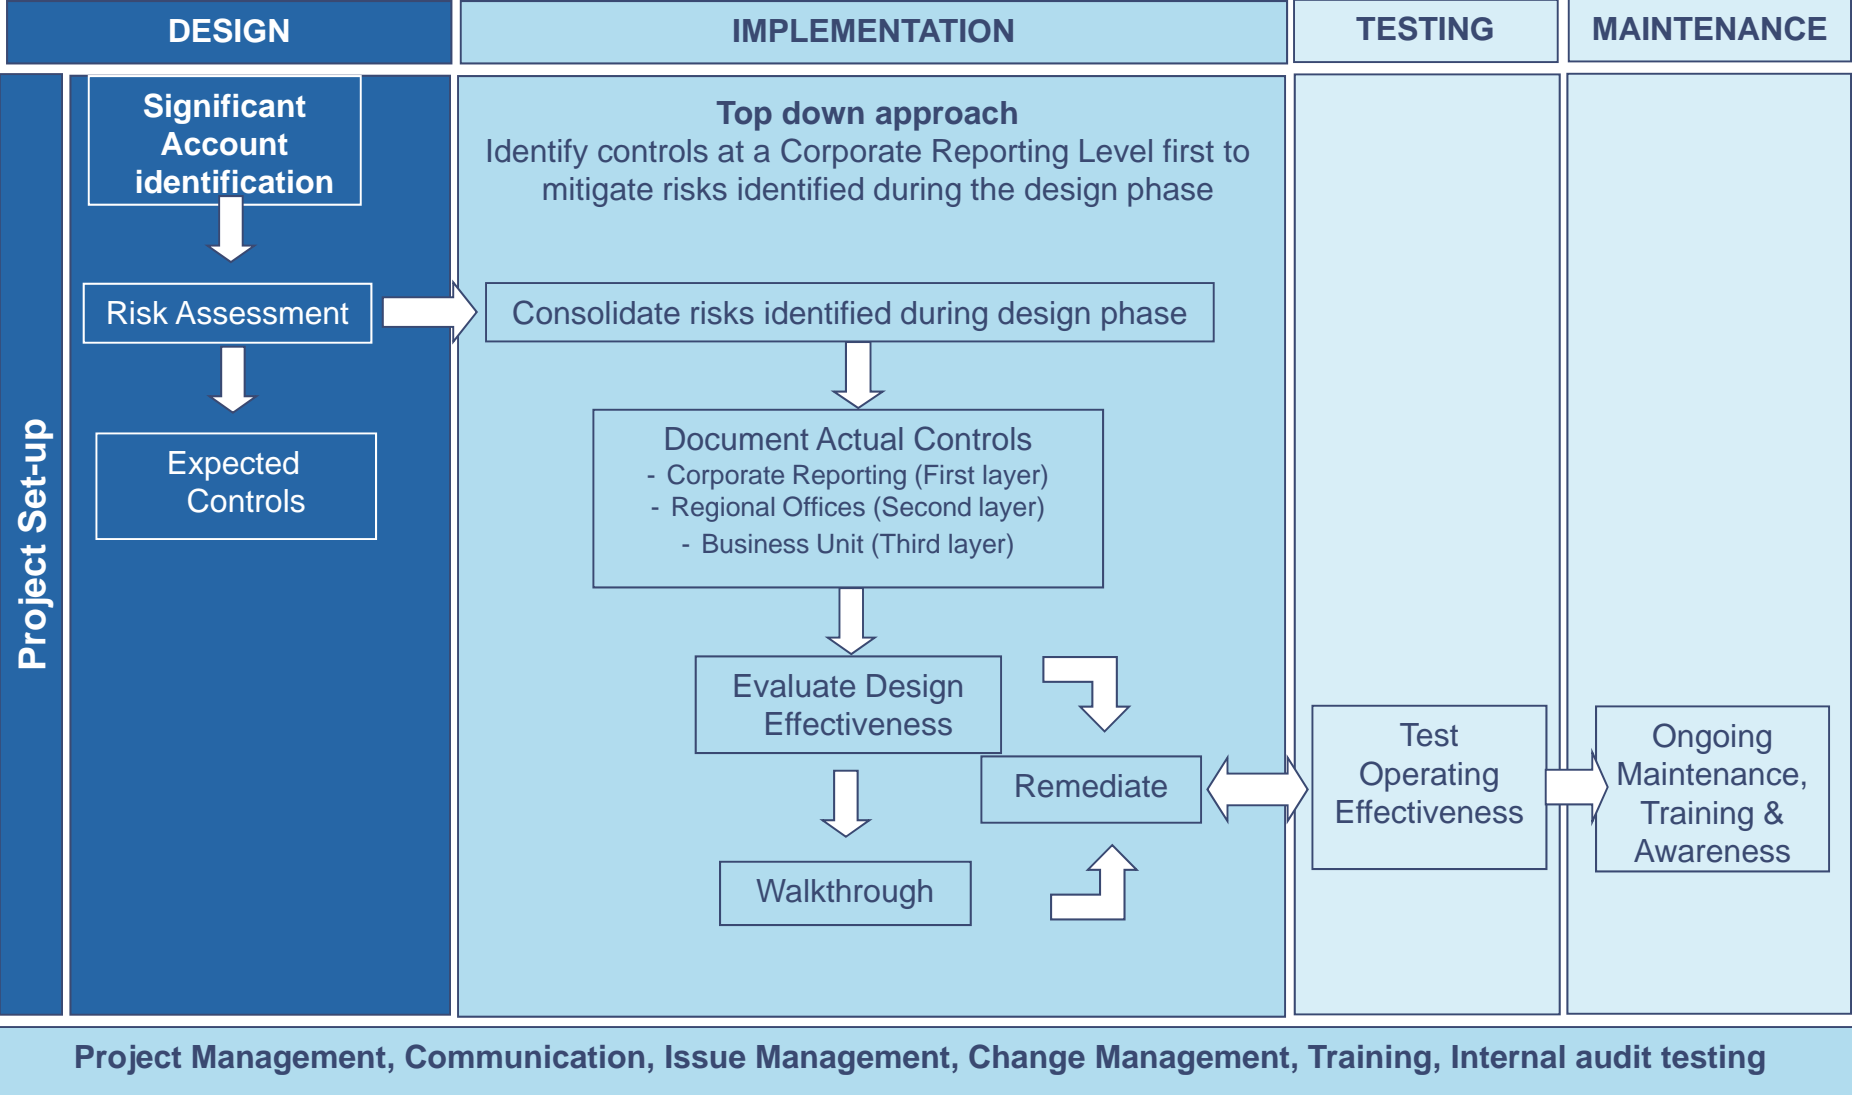 DESIGN
IMPLEMENTATION
TESTING
MAINTENANCE
Project Set-up
Significant
Account
identification
Risk Assessment
Expected
Controls
Top down approach
Identify controls at a Corporate Reporting Level first to
mitigate risks identified during the design phase
Consolidate risks identified during design phase
Document Actual Controls
- Corporate Reporting (First layer)
- Regional Offices (Second layer)
- Business Unit (Third layer)
Evaluate Design
Effectiveness
Remediate
Walkthrough
Test
Operating
Effectiveness
Ongoing
Maintenance,
Training &
Awareness
Project Management, Communication, Issue Management, Change Management, Training, Internal audit testing